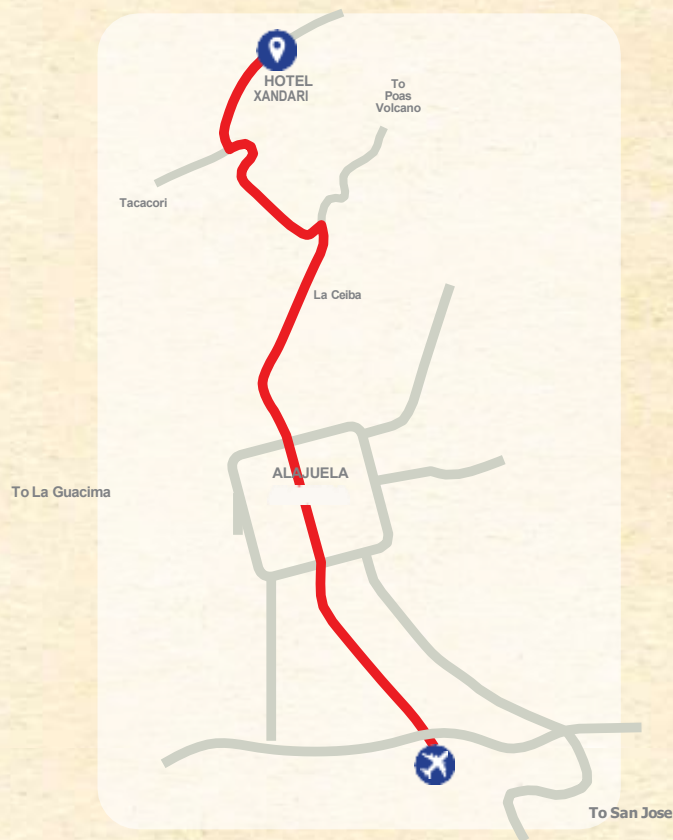 HOTEL
XANDARI
To
Poas
Volcano
Tacacori
La Ceiba
ALAJUELA
To La Guacima
To San Jose